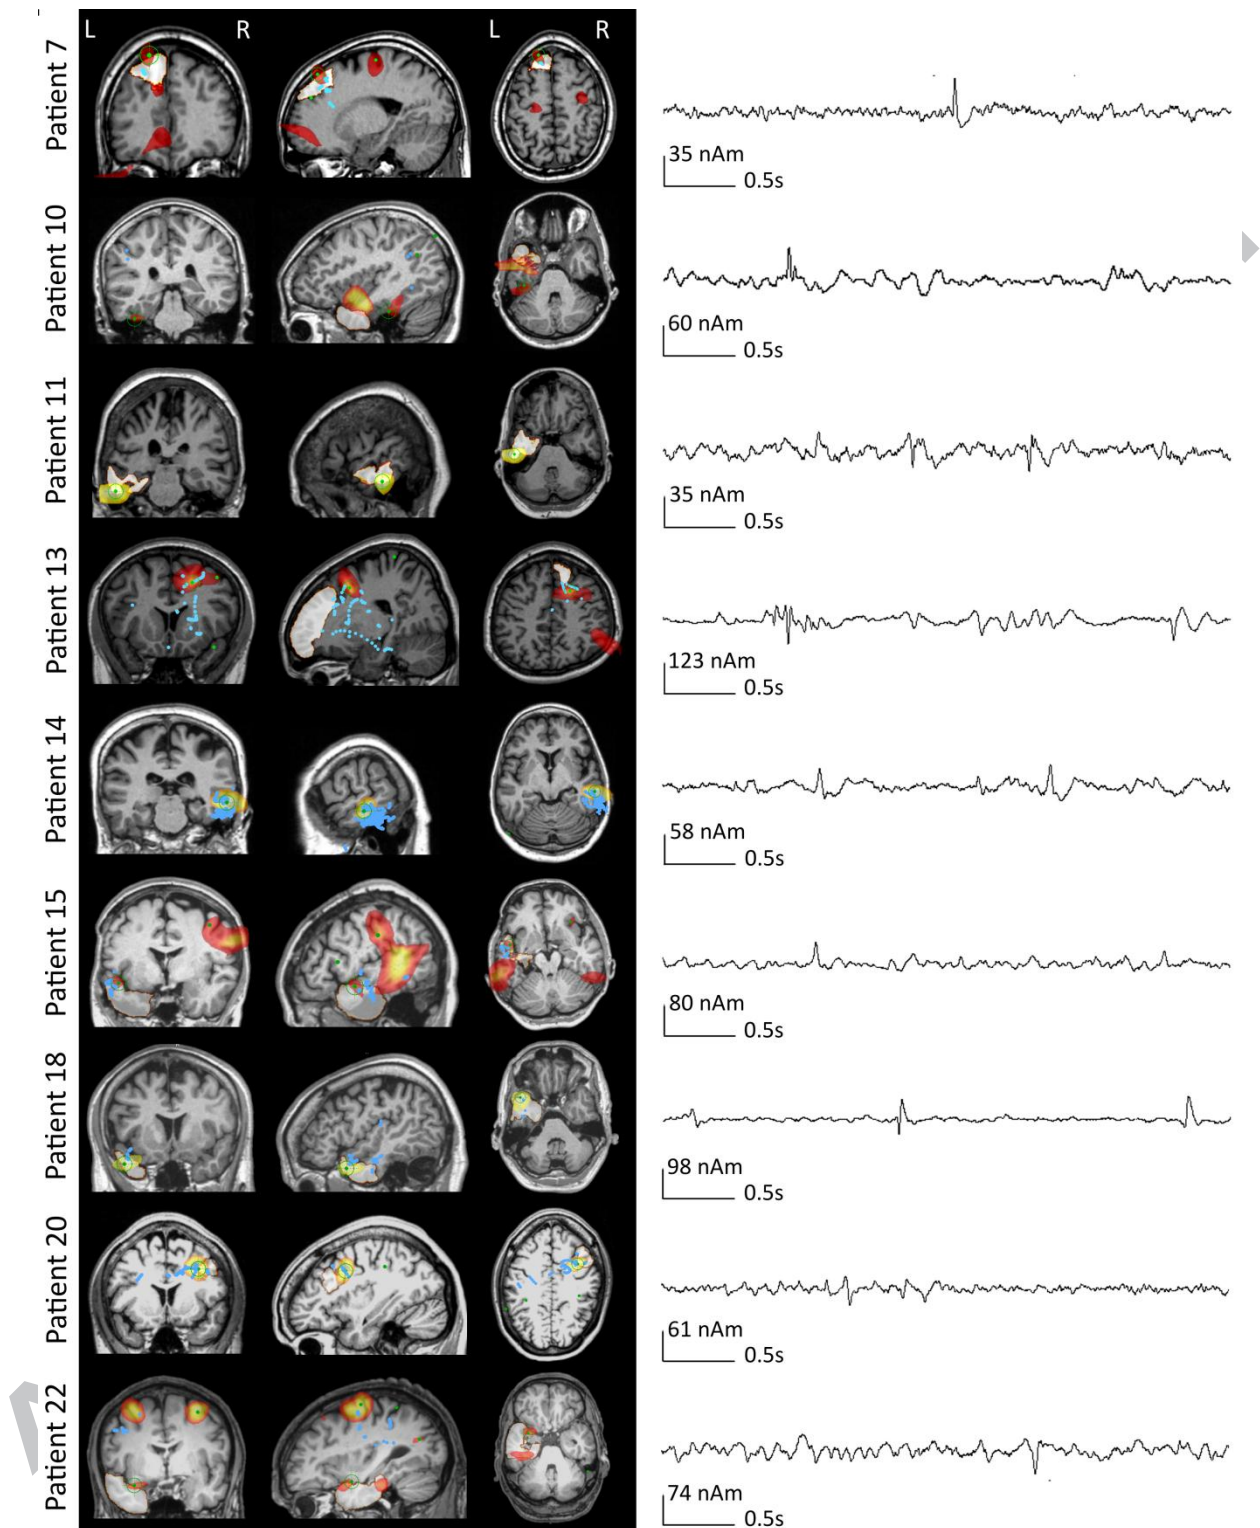 L R L R
Patient 7
35 nAm
0.5s
Patient 10
60 nAm
0.5s
Patient 11
35 nAm
0.5s
Patient 13
123 nAm
0.5s
Patient 14
58 nAm
0.5s
Patient 15
80 nAm
0.5s
Patient 18
98 nAm
0.5s
Patient 20
61 nAm
0.5s
Patient 22
74 nAm
0.5s